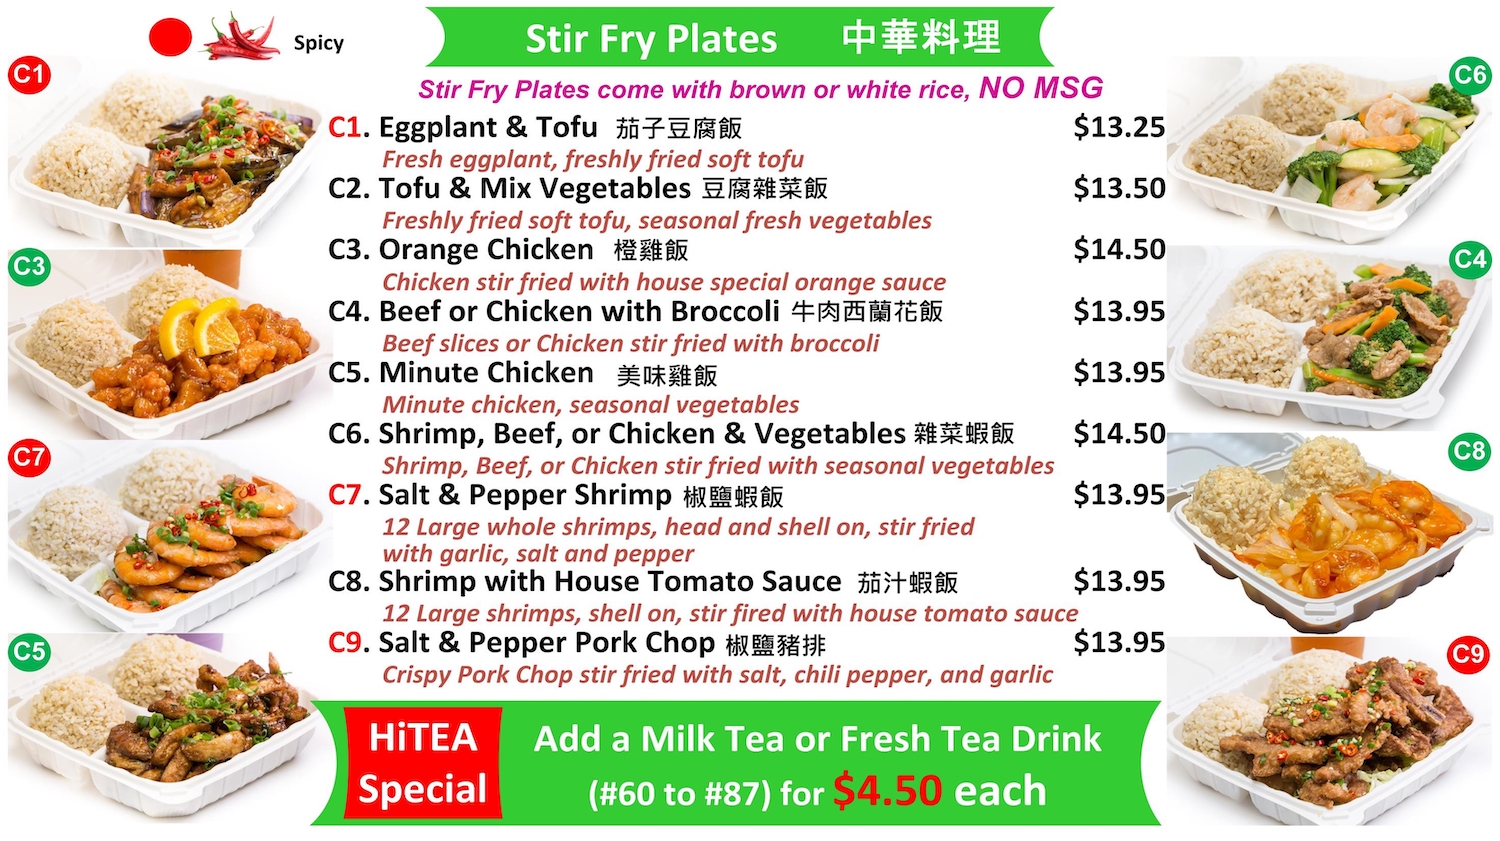 Spicy
Stir Fry Plates 中華料理
Stir Fry Plates come with brown or white rice, NO MSG
C1. Eggplant & Tofu 茄子豆腐飯 $13.25
Fresh eggplant, freshly fried soft tofu
C2. Tofu & Mix Vegetables 豆腐雜菜飯 $13.50
Freshly fried soft tofu, seasonal fresh vegetables
C3. Orange Chicken 橙雞飯 $14.50
Chicken stir fried with house special orange sauce
C4. Beef or Chicken with Broccoli 牛肉西蘭花飯 $13.95
Beef slices or Chicken stir fried with broccoli
C5. Minute Chicken 美味雞飯 $13.95
Minute chicken, seasonal vegetables
C6. Shrimp, Beef, or Chicken & Vegetables 雜菜蝦飯 $14.50
Shrimp, Beef, or Chicken stir fried with seasonal vegetables
C7. Salt & Pepper Shrimp 椒鹽蝦飯 $13.95
12 Large whole shrimps, head and shell on, stir fried
with garlic, salt and pepper
C8. Shrimp with House Tomato Sauce 茄汁蝦飯 $13.95
12 Large shrimps, shell on, stir fired with house tomato sauce
C9. Salt & Pepper Pork Chop 椒鹽豬排 $13.95
Crispy Pork Chop stir fried with salt, chili pepper, and garlic
HiTEA
Special
Add a Milk Tea or Fresh Tea Drink
(#60 to #87) for $4.50 each
C1
C3
C7
C5
C6
C4
C8
C9